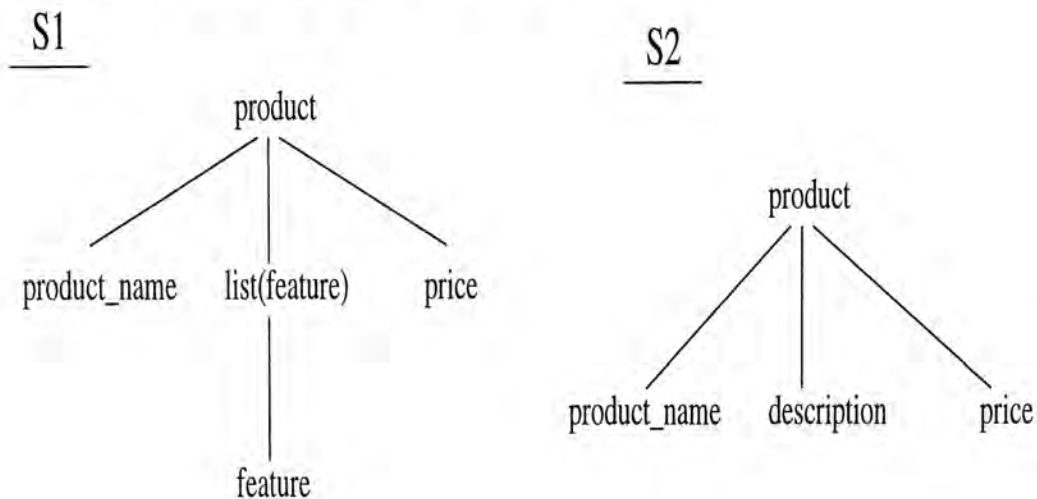 S1
product
product_name list(feature) price
feature
S2
product
product_name description price